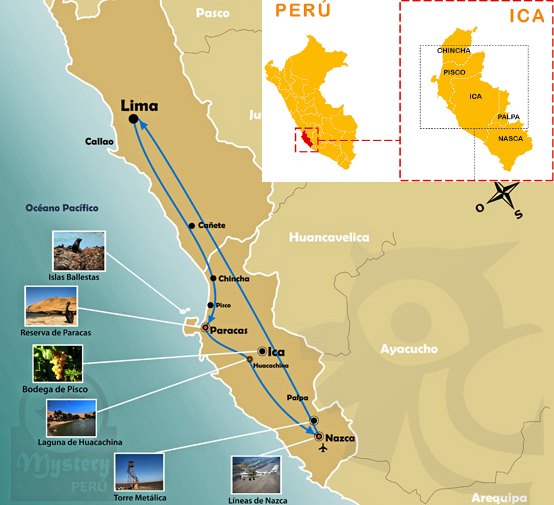 Pasco
PERÚ
ICA
CHINCHA
PISCO
ICA
PALPA
NASCA
Lima
Callao
Ju
O
S
Océano Pacífico
Cañete
Huancavelica
Islas Ballestas
Chincha
Pisco
Reserva de Paracas
Paracas
Ica
Huacachina
Ayacucho
Bodega de Pisco
Palpa
Laguna de Huacachina
Nazca
Mystery
PERÚ
Torre Metálica
Líneas de Nazca
Arequipa